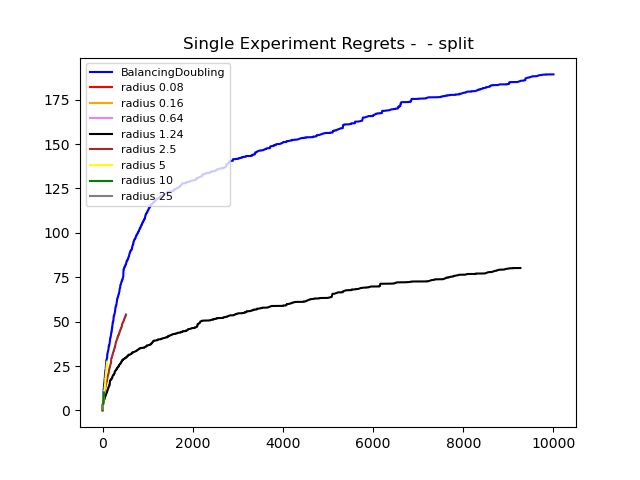 Single Experiment Regrets -  - split
BalancingDoubling
radius 0.08
radius 0.16
radius 0.64
radius 1.24
radius 2.5
radius 5
radius 10
radius 25
175
150
125
100
75
50
25
0
0 2000 4000 6000 8000 10000